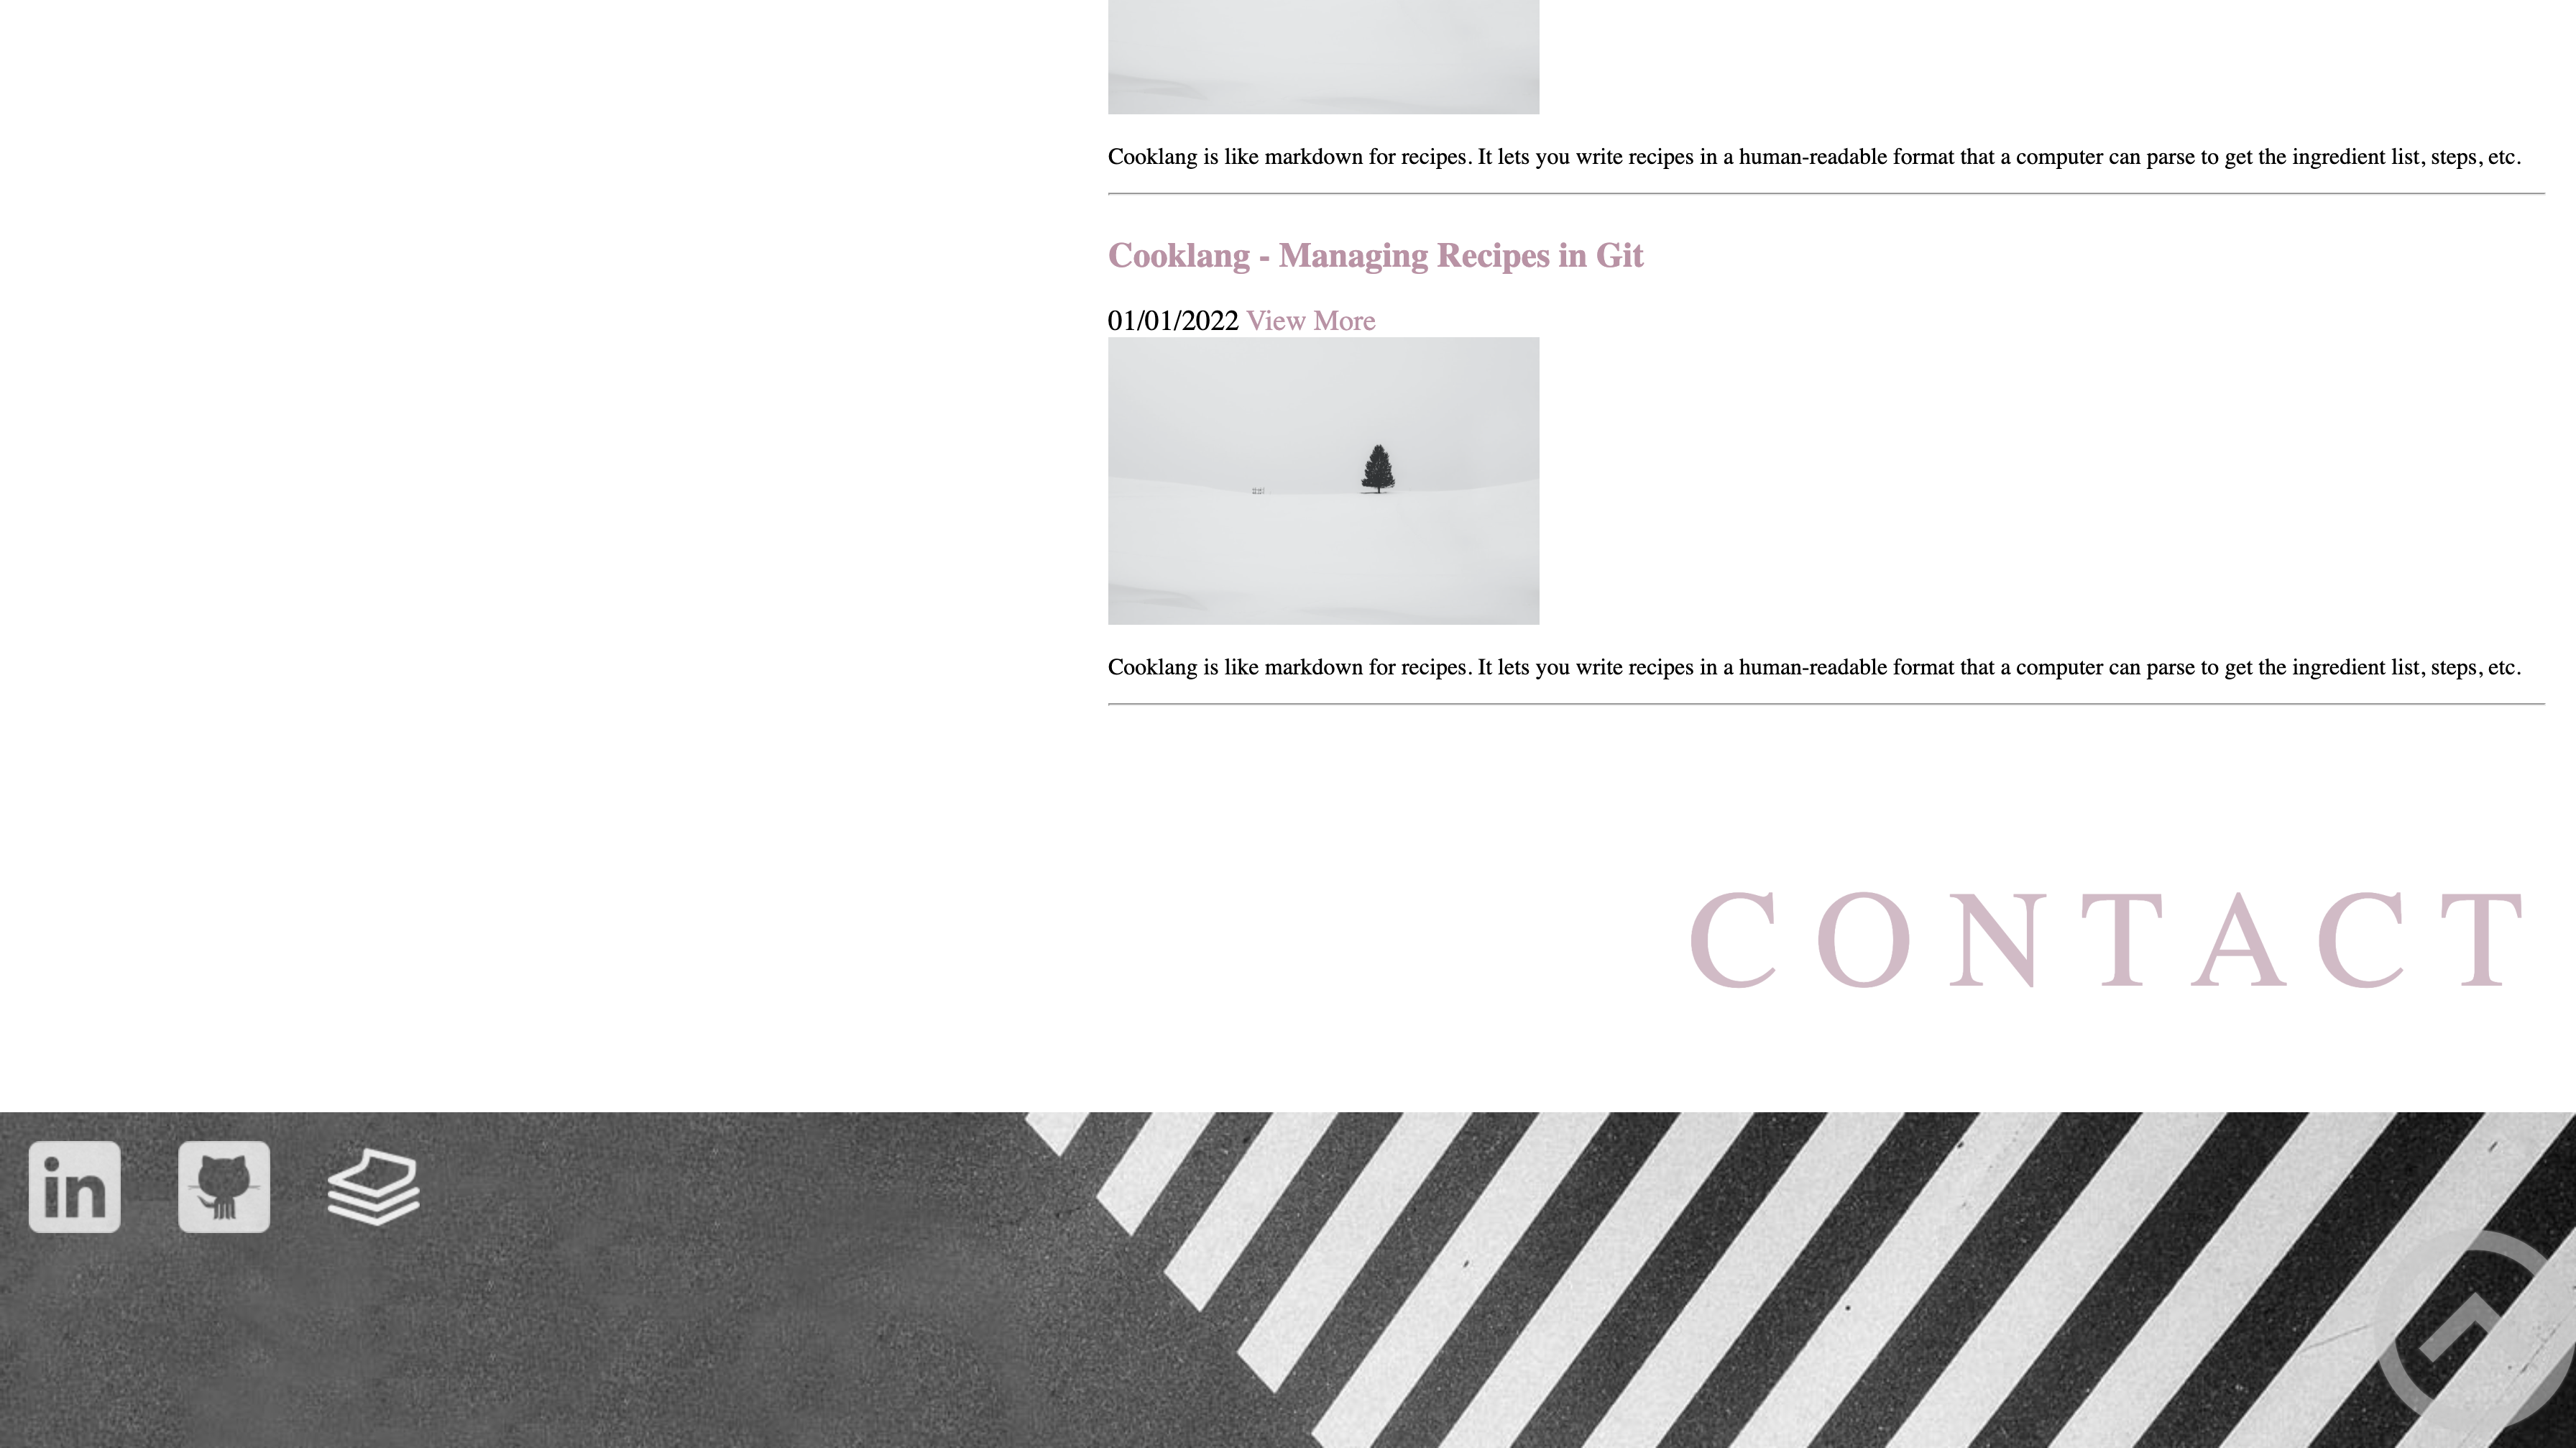 Cooklang is like markdown for recipes. It lets you write recipes in a human-readable format that a computer can parse to get the ingredient list, steps, etc.
Cooklang - Managing Recipes in Git
01/01/2022 View More
Cooklang is like markdown for recipes. It lets you write recipes in a human-readable format that a computer can parse to get the ingredient list, steps, etc.
CONTACT
in